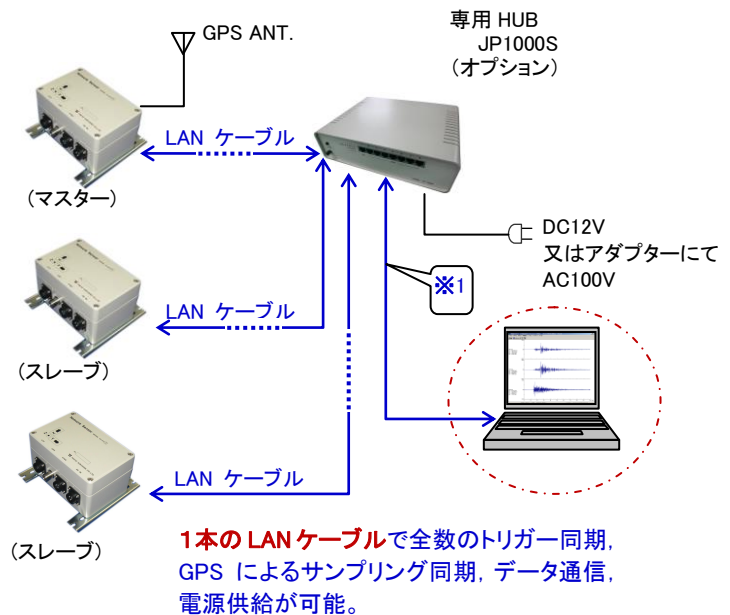 GPS ANT.
専用 HUB
JP1000S
(オプション)
LAN ケーブル
(マスター)
DC12V
又はアダプターにて
AC100V
※1
LAN ケーブル
(スレーブ)
LAN ケーブル
(スレーブ)
1本の LAN ケーブルで全数のトリガー同期,
GPS によるサンプリング同期, データ通信,
電源供給が可能。